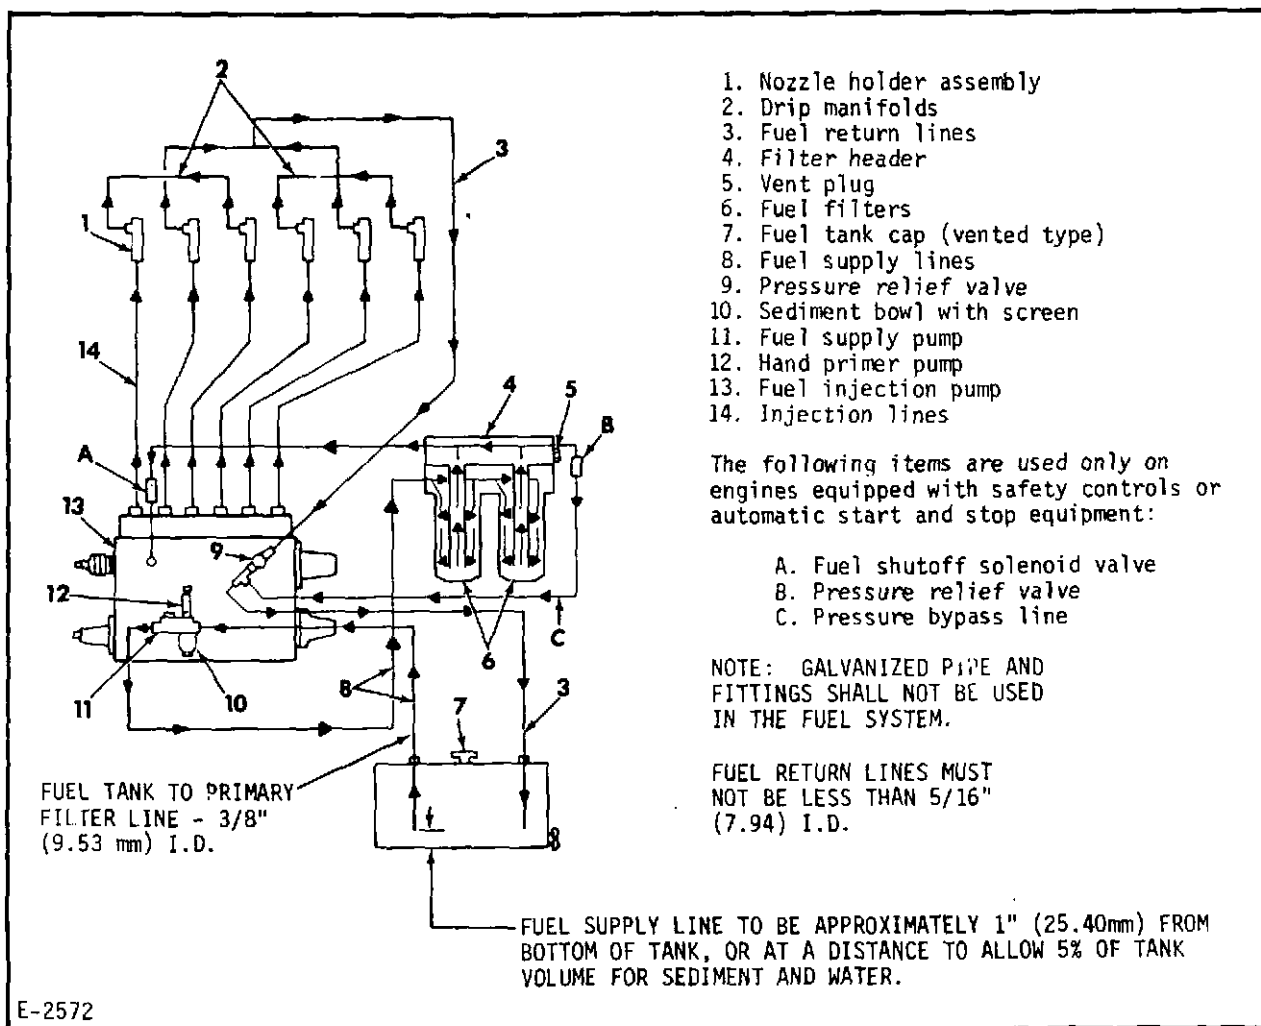 2
3
1
14
4
5
B
A
13
9
12
C
6
8
11
10
7
3
1. Nozzle holder assembly
2. Drip manifolds
3. Fuel return lines
4. Filter header
5. Vent plug
6. Fuel filters
7. Fuel tank cap (vented type)
8. Fuel supply lines
9. Pressure relief valve
10. Sediment bowl with screen
11. Fuel supply pump
12. Hand primer pump
13. Fuel injection pump
14. Injection lines
The following items are used only on
engines equipped with safety controls or
automatic start and stop equipment:
A. Fuel shutoff solenoid valve
B. Pressure relief valve
C. Pressure bypass line
NOTE: GALVANIZED PIPE AND
FITTINGS SHALL NOT BE USED
IN THE FUEL SYSTEM.
FUEL RETURN LINES MUST
NOT BE LESS THAN 5/16"
(7.94) I.D.
FUEL TANK TO PRIMARY
FILTER LINE - 3/8"
(9.53 mm) I.D.
FUEL SUPPLY LINE TO BE APPROXIMATELY 1" (25.40mm) FROM
BOTTOM OF TANK, OR AT A DISTANCE TO ALLOW 5% OF TANK
VOLUME FOR SEDIMENT AND WATER.
E-2572